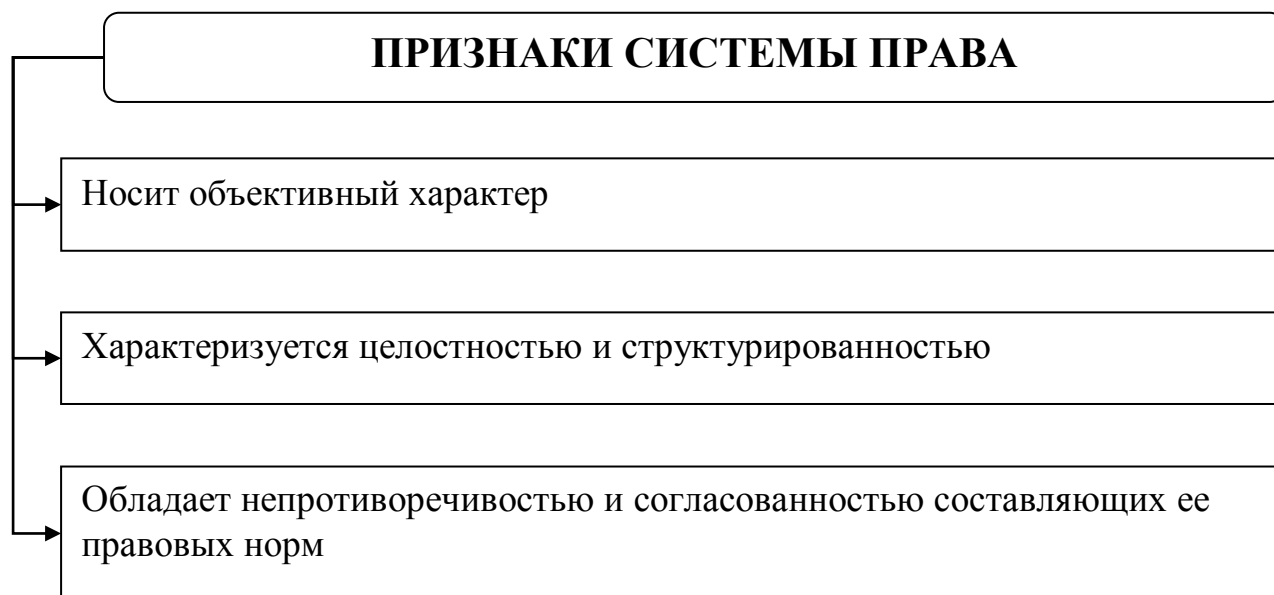 ПРИЗНАКИ СИСТЕМЫ ПРАВА
Носит объективный характер
Характеризуется целостностью и структурированностью
Обладает непротиворечивостью и согласованностью составляющих ее
правовых норм